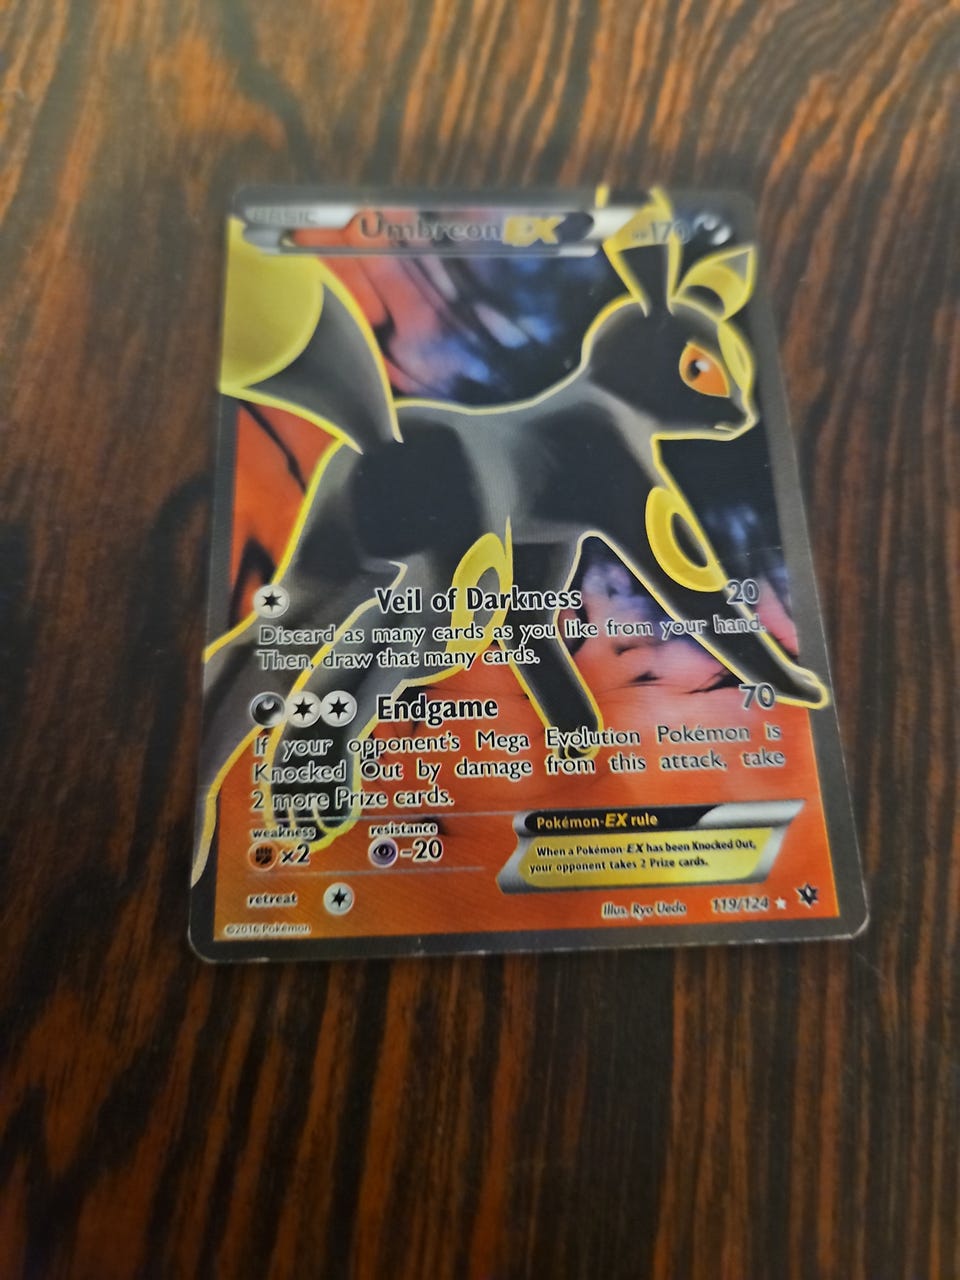 BASIC Umbreon EX HP170
Veil of Darkness 20
Discard as many cards as you like from your hand.
Then, draw that many cards.
Endgame 70
If your opponent's Mega Evolution Pokémon is
Knocked Out by damage from this attack, take
2 more Prize cards.
weakness resistance
×2 -20
Pokémon-EX rule
When a Pokémon-EX has been Knocked Out,
your opponent takes 2 Prize cards.
retreat
Illus. Ryo Ueda 119/124
©2016 Pokémon